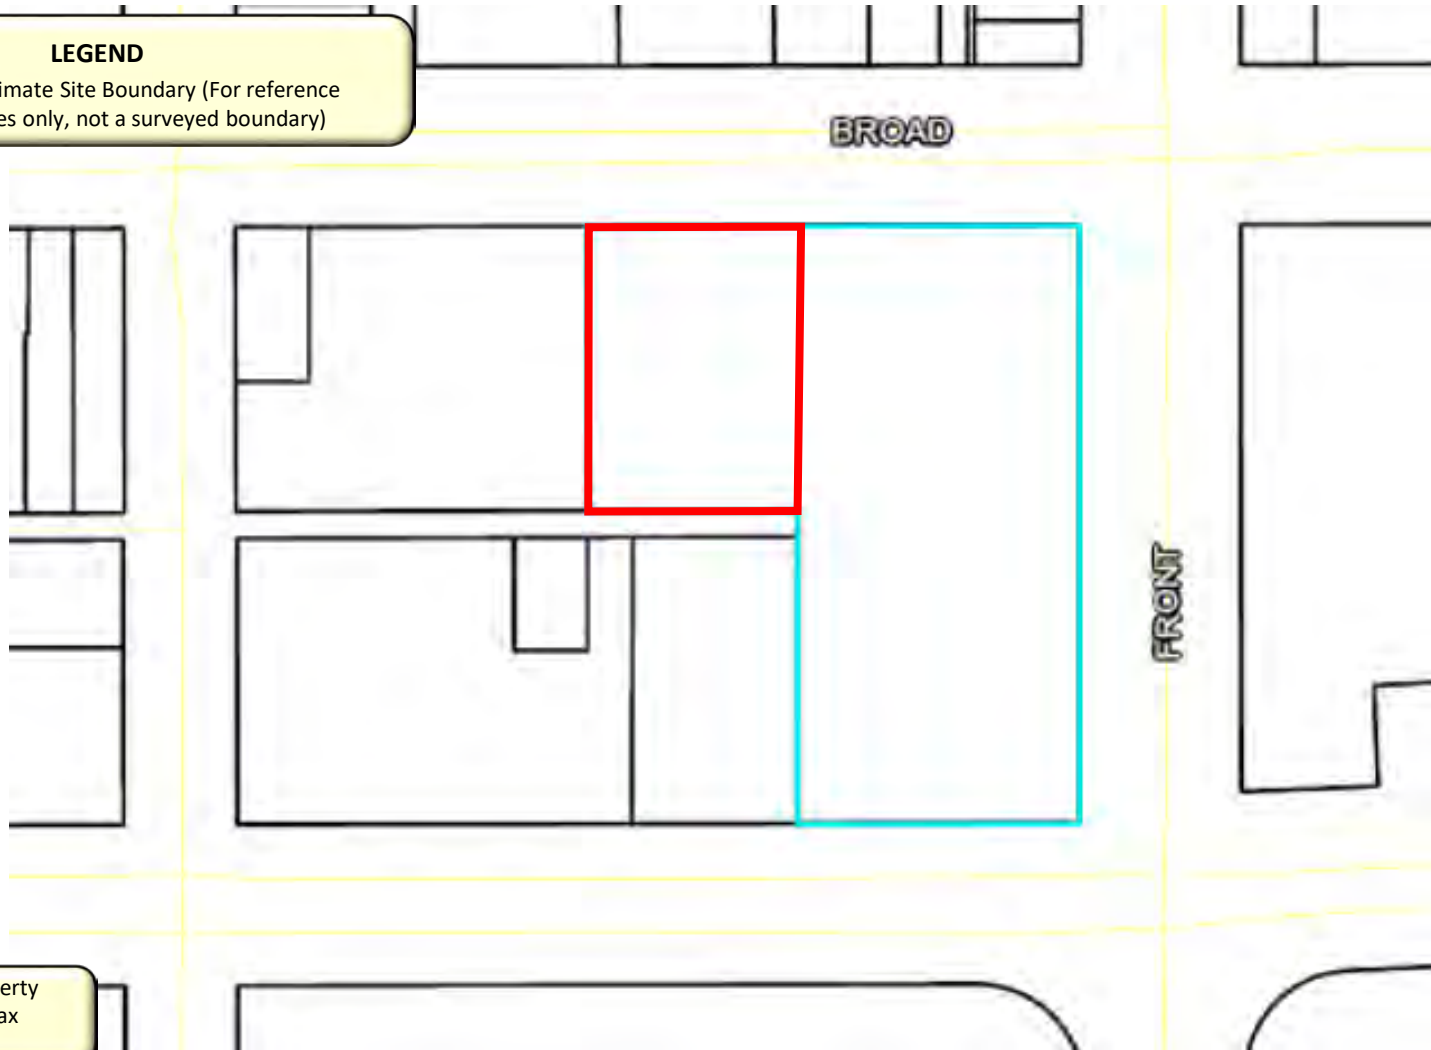 LEGEND
imate Site Boundary (For reference
es only, not a surveyed boundary)
BROAD
FRONT
erty
ax